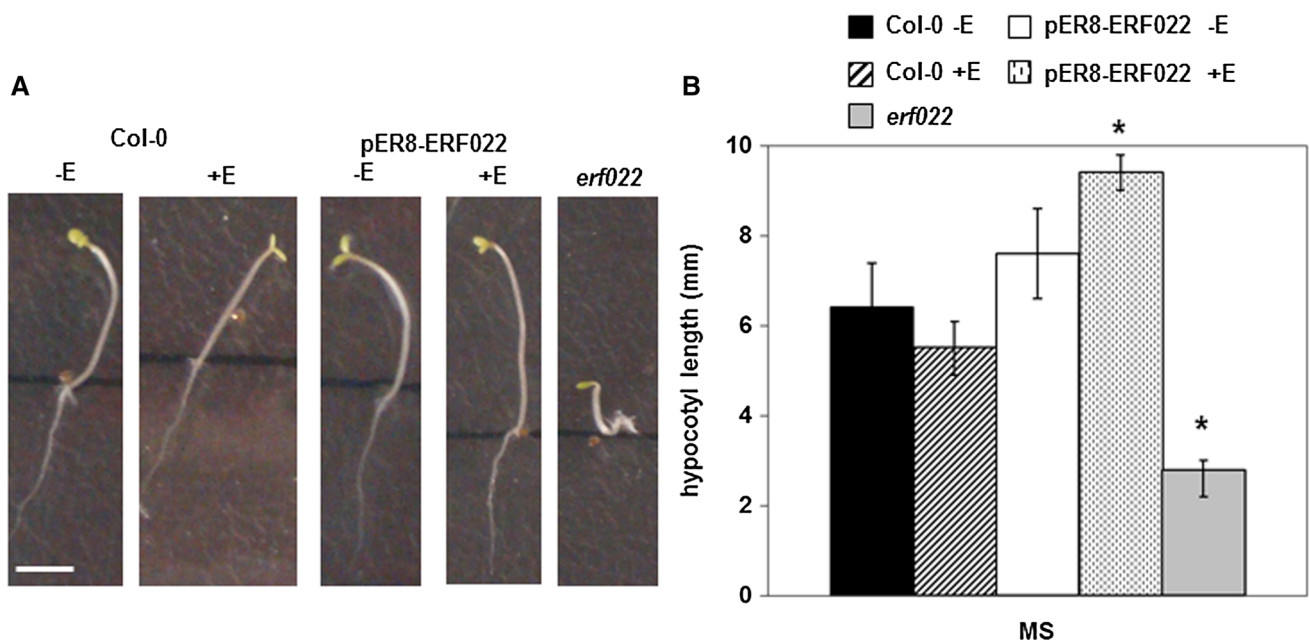 A
Col-0
-E
+E
pER8-ERF022
-E
+E
erf022
B
Col-0 -E
pER8-ERF022 -E
Col-0 +E
pER8-ERF022 +E
erf022
hypocotyl length (mm)
10
8
6
4
2
0
*
*
MS